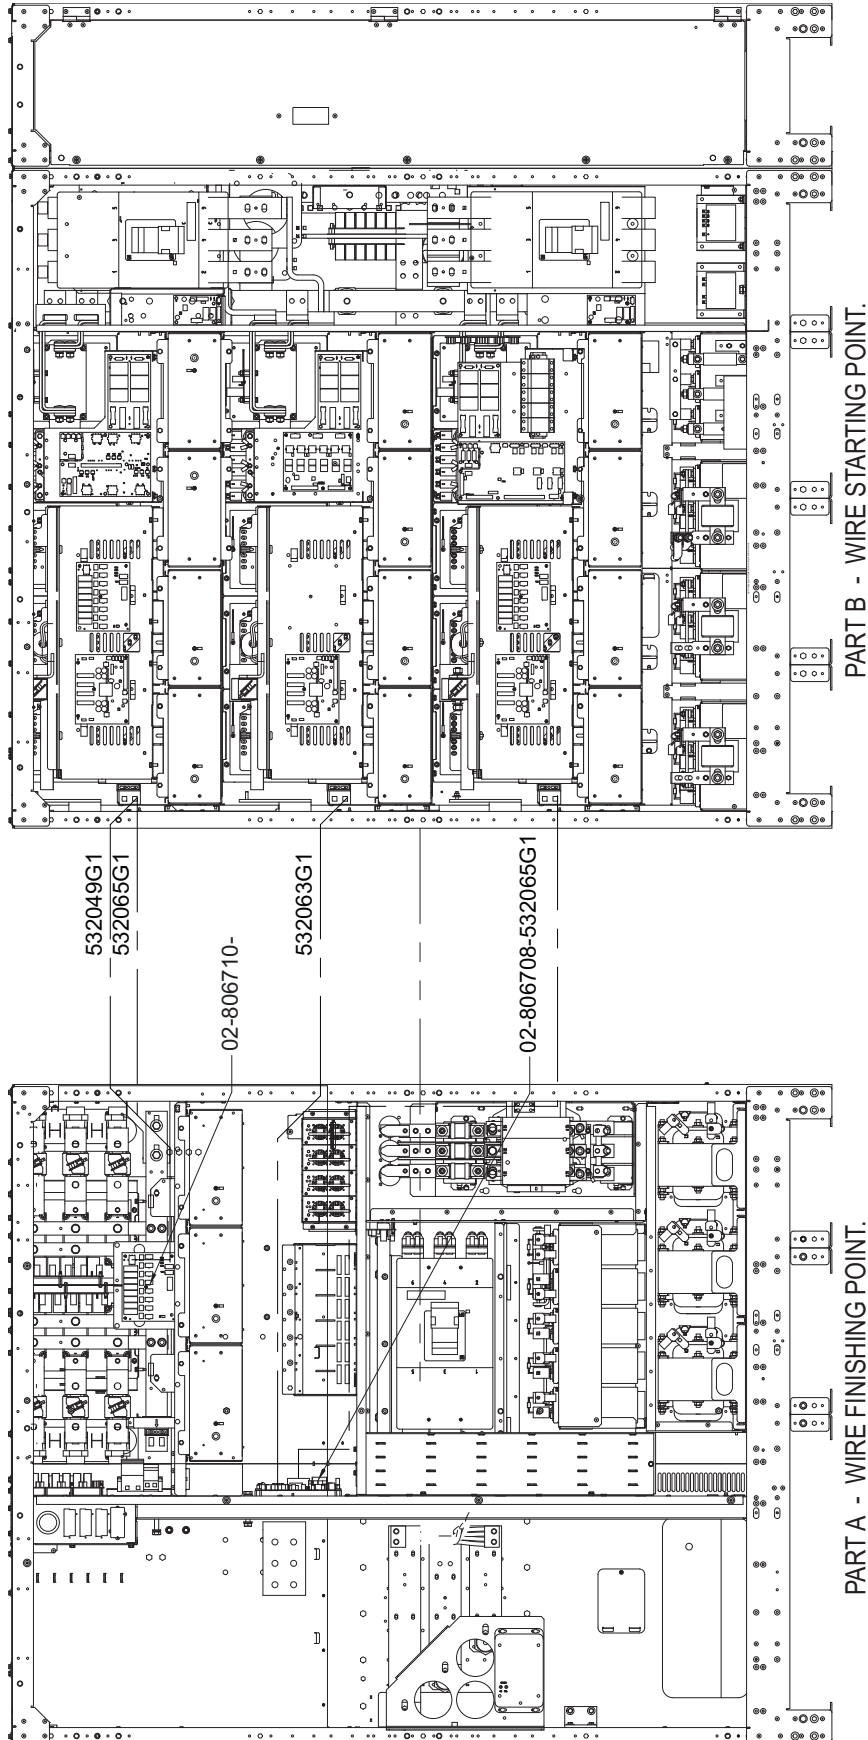 532049G1
532065G1
02-806710-
532063G1
02-806708-532065G1
PART A - WIRE FINISHING POINT.
PART B - WIRE STARTING POINT.